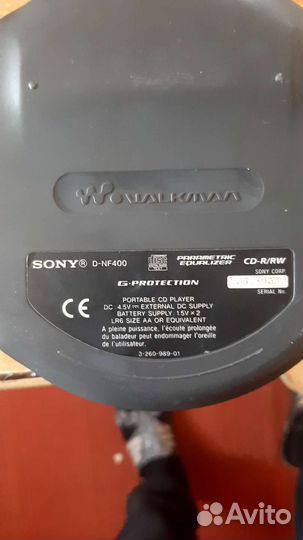 WALKMAN
SONY® D-NF400 PARAMETRIC EQUALIZER CD-R/RW
G-PROTECTION
SONY CORP.
SERIAL No.
PORTABLE CD PLAYER
DC : 4.5V EXTERNAL DC SUPPLY
BATTERY SUPPLY: 1.5V × 2
LR6 SIZE AA OR EQUIVALENT
A pleine puissance, l'écoute prolongée
du baladeur peut endommager l'oreille
de l'utilisateur.
3-260-989-01
CE
Avito